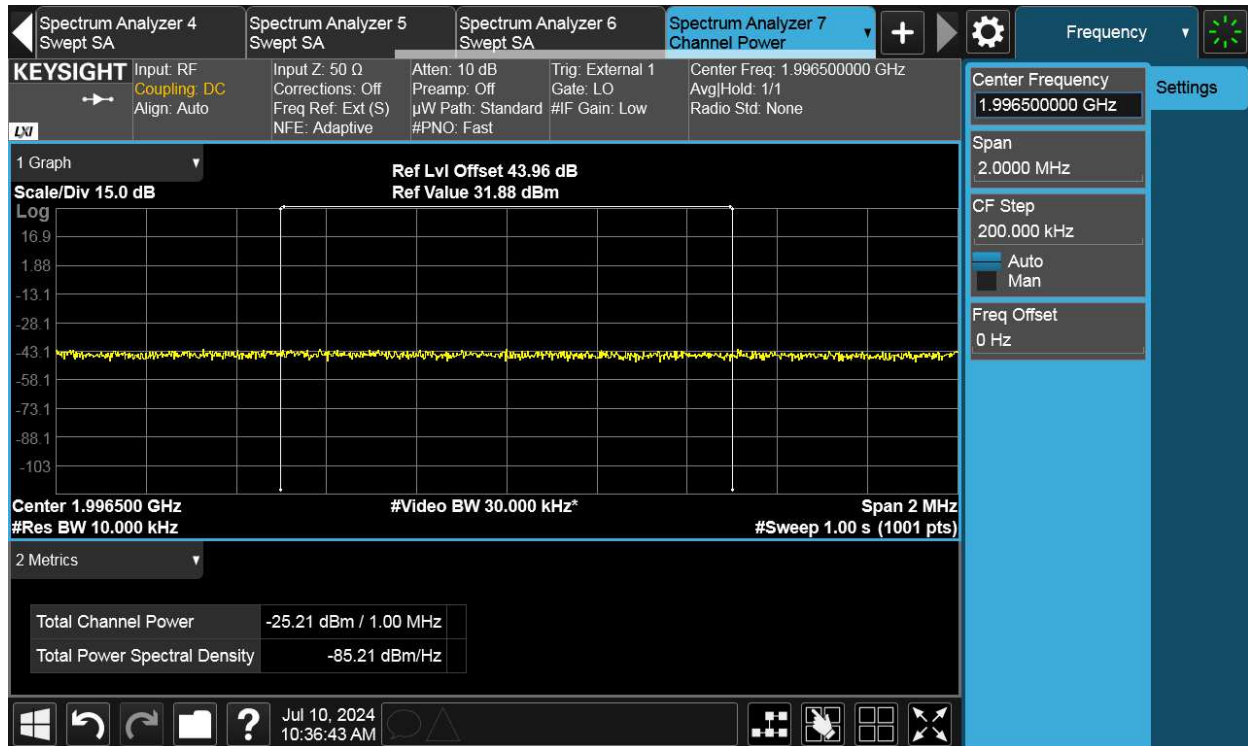 Spectrum Analyzer 4
Swept SA
Spectrum Analyzer 5
Swept SA
Spectrum Analyzer 6
Swept SA
Spectrum Analyzer 7
Channel Power
Frequency
KEYSIGHT
LXI
Input: RF
Coupling: DC
Align: Auto
Input Z: 50 Ω
Corrections: Off
Freq Ref: Ext (S)
NFE: Adaptive
Atten: 10 dB
Preamp: Off
µW Path: Standard
#PNO: Fast
Trig: External 1
Gate: LO
#IF Gain: Low
Center Freq: 1.996500000 GHz
Avg|Hold: 1/1
Radio Std: None
Center Frequency
1.996500000 GHz
Settings
Span
2.0000 MHz
CF Step
200.000 kHz
Auto
Man
Freq Offset
0 Hz
1 Graph
Scale/Div 15.0 dB
Ref Lvl Offset 43.96 dB
Ref Value 31.88 dBm
Log
16.9
1.88
-13.1
-28.1
-43.1
-58.1
-73.1
-88.1
-103
Center 1.996500 GHz
#Video BW 30.000 kHz*
Span 2 MHz
#Res BW 10.000 kHz
#Sweep 1.00 s (1001 pts)
2 Metrics
Total Channel Power -25.21 dBm / 1.00 MHz
Total Power Spectral Density -85.21 dBm/Hz
?
Jul 10, 2024
10:36:43 AM